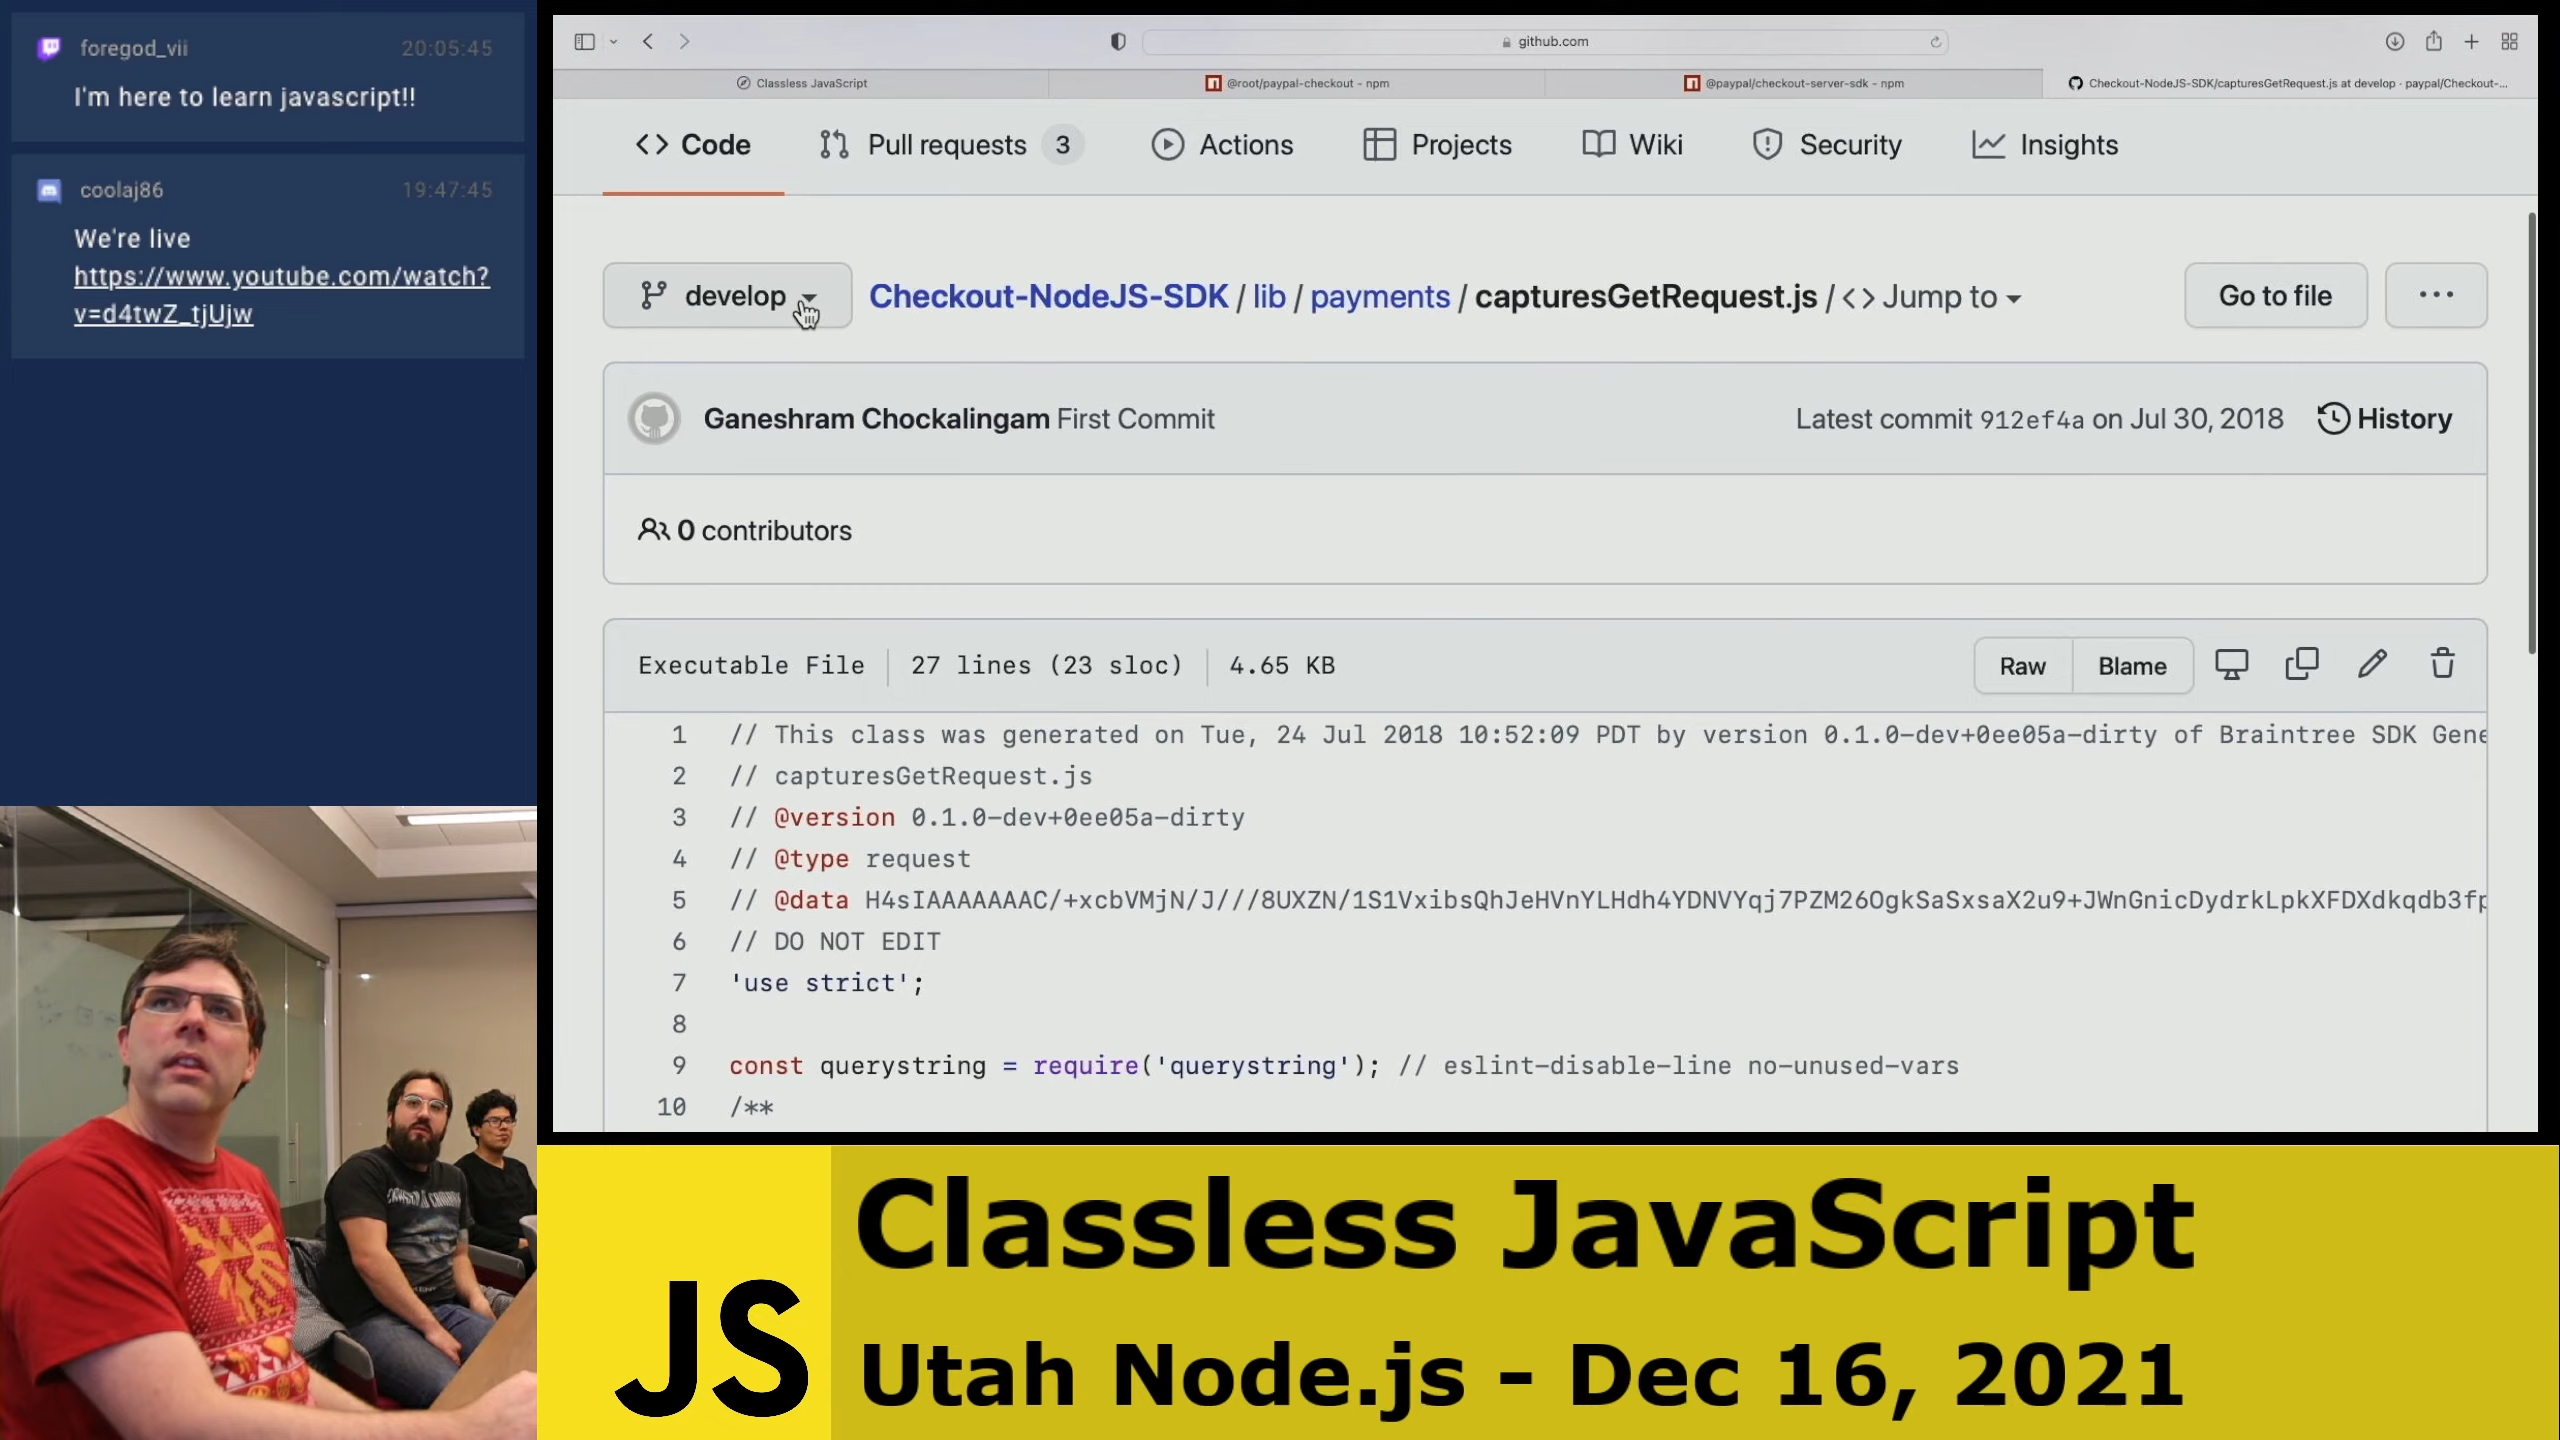 foregod_vii 20:05:45
I'm here to learn javascript!!
coolaj86 19:47:45
We're live
https://www.youtube.com/watch?
v=d4twZ_tjUjw
github.com
Classless JavaScript
@root/paypal-checkout - npm
@paypal/checkout-server-sdk - npm
Checkout-NodeJS-SDK/capturesGetRequest.js at develop · paypal/Checkout-...
Code
Pull requests 3
Actions
Projects
Wiki
Security
Insights
develop
Checkout-NodeJS-SDK / lib / payments / capturesGetRequest.js / <> Jump to
Go to file
...
Ganeshram Chockalingam First Commit
Latest commit 912ef4a on Jul 30, 2018
History
0 contributors
Executable File 27 lines (23 sloc) 4.65 KB
Raw
Blame
1 // This class was generated on Tue, 24 Jul 2018 10:52:09 PDT by version 0.1.0-dev+0ee05a-dirty of Braintree SDK Gene
2 // capturesGetRequest.js
3 // @version 0.1.0-dev+0ee05a-dirty
4 // @type request
5 // @data H4sIAAAAAAAC/+xcbVMjN/J///8UXZN/1S1VxibsQhJeHVnYLHdh4YDNVYqj7PZM26OgkSaSxsaX2u9+JWnGnicDydrkLpkXFDXdkqdb3fp
6 // DO NOT EDIT
7 'use strict';
8
9 const querystring = require('querystring'); // eslint-disable-line no-unused-vars
10 /**
JS
Classless JavaScript
Utah Node.js - Dec 16, 2021